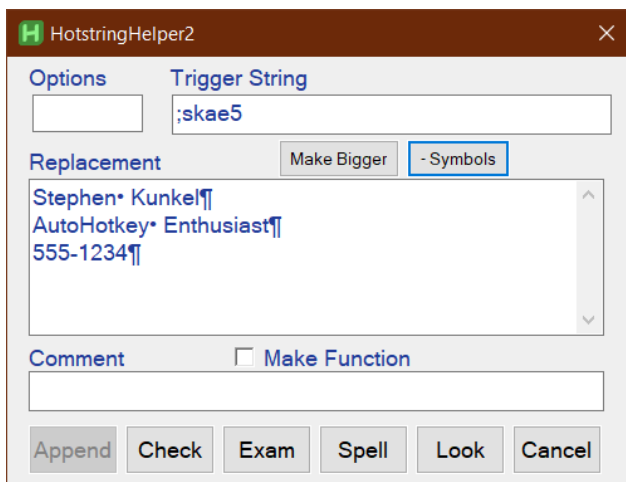 HotstringHelper2
Options Trigger String
;skae5
Replacement Make Bigger - Symbols
Stephen• Kunkel¶
AutoHotkey• Enthusiast¶
555-1234¶
Comment Make Function
Append Check Exam Spell Look Cancel